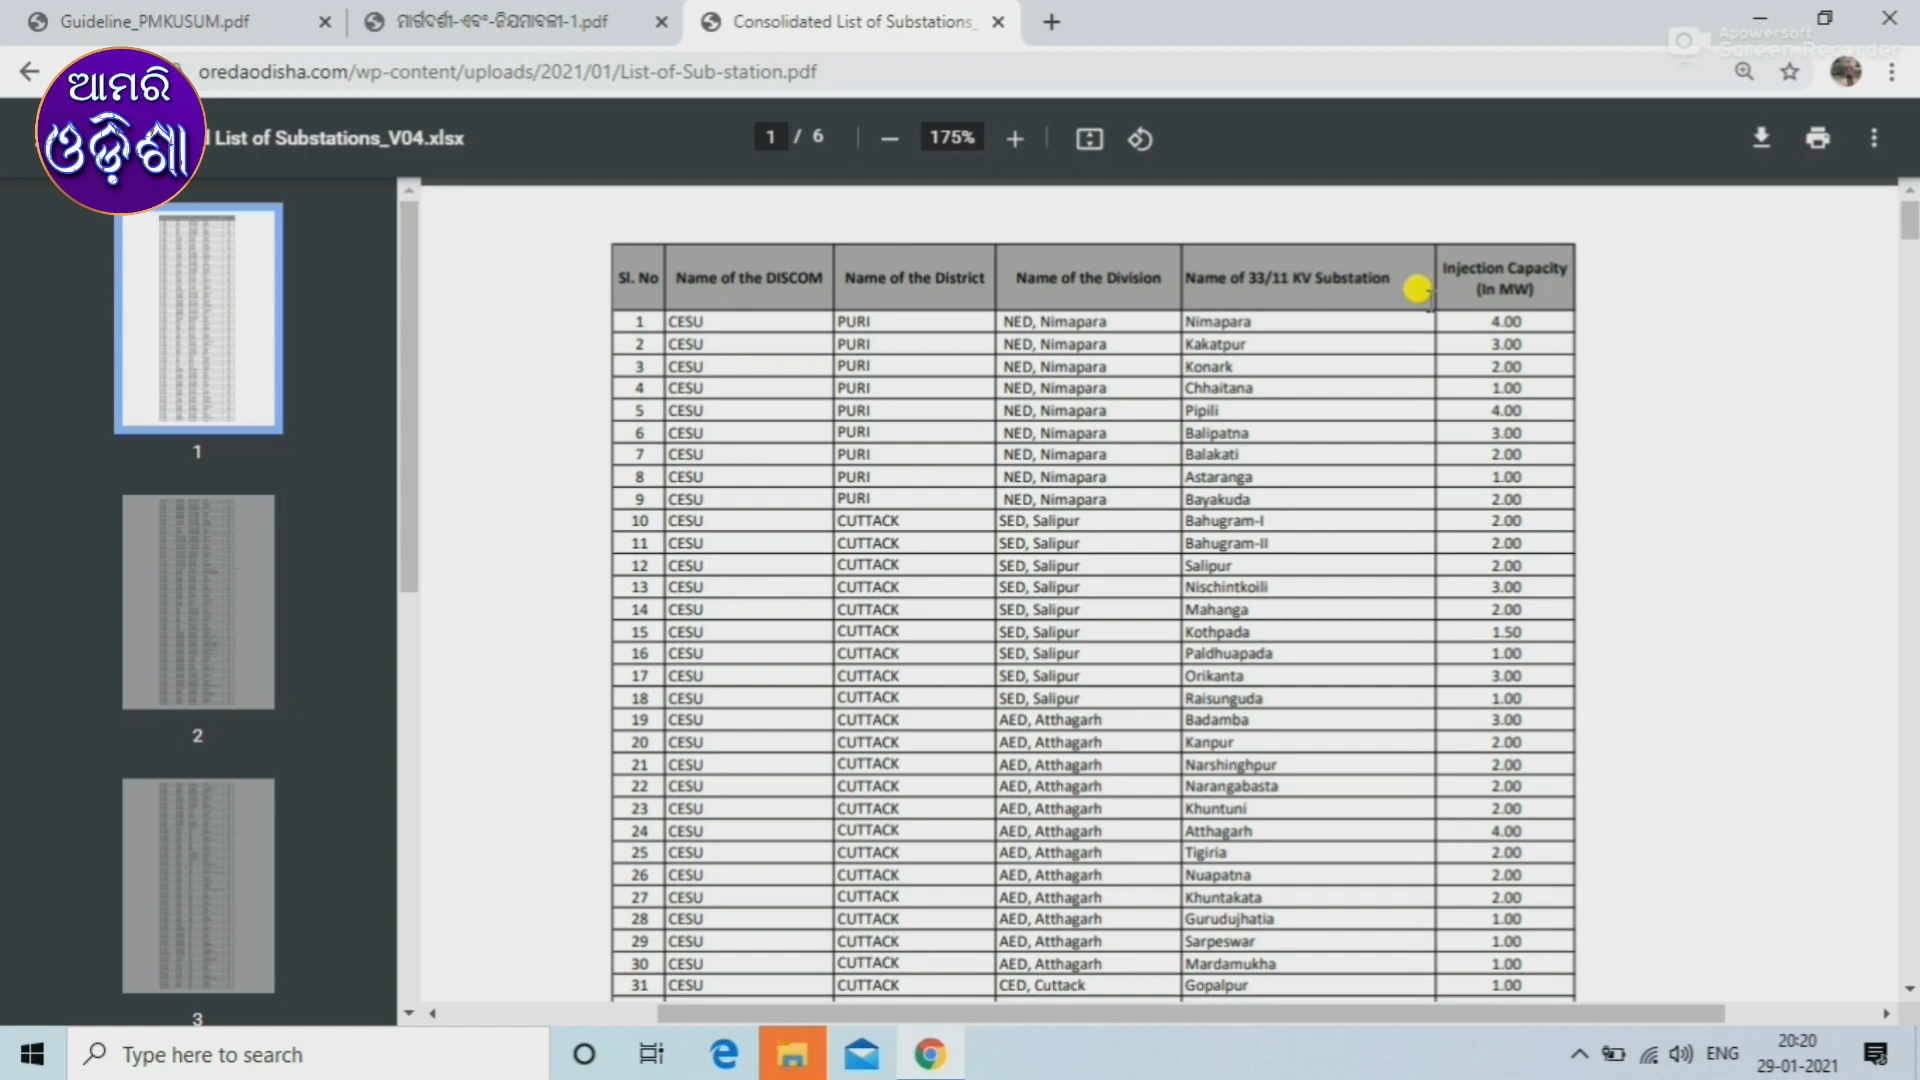 Guideline_PMKUSUM.pdf
ମାର୍ଗଦର୍ଶୀ-ଏବଂ-ନିୟମାବଳୀ-1.pdf
Consolidated List of Substations_
Apowersoft
Screen Recorder
oredaodisha.com/wp-content/uploads/2021/01/List-of-Sub-station.pdf
ଆମରି
ଓଡ଼ିଶା
List of Substations_V04.xlsx
1 / 6
175%
Sl. No Name of the DISCOM Name of the District Name of the Division Name of 33/11 KV Substation Injection Capacity (In MW)
1 CESU PURI NED, Nimapara Nimapara 4.00
2 CESU PURI NED, Nimapara Kakatpur 3.00
3 CESU PURI NED, Nimapara Konark 2.00
4 CESU PURI NED, Nimapara Chhaitana 1.00
5 CESU PURI NED, Nimapara Pipili 4.00
6 CESU PURI NED, Nimapara Balipatna 3.00
7 CESU PURI NED, Nimapara Balakati 2.00
8 CESU PURI NED, Nimapara Astaranga 1.00
9 CESU PURI NED, Nimapara Bayakuda 2.00
10 CESU CUTTACK SED, Salipur Bahugram-I 2.00
11 CESU CUTTACK SED, Salipur Bahugram-II 2.00
12 CESU CUTTACK SED, Salipur Salipur 2.00
13 CESU CUTTACK SED, Salipur Nischintkoili 3.00
14 CESU CUTTACK SED, Salipur Mahanga 2.00
15 CESU CUTTACK SED, Salipur Kothpada 1.50
16 CESU CUTTACK SED, Salipur Paldhuapada 1.00
17 CESU CUTTACK SED, Salipur Orikanta 3.00
18 CESU CUTTACK SED, Salipur Raisunguda 1.00
19 CESU CUTTACK AED, Atthagarh Badamba 3.00
20 CESU CUTTACK AED, Atthagarh Kanpur 2.00
21 CESU CUTTACK AED, Atthagarh Narshinghpur 2.00
22 CESU CUTTACK AED, Atthagarh Narangabasta 2.00
23 CESU CUTTACK AED, Atthagarh Khuntuni 2.00
24 CESU CUTTACK AED, Atthagarh Atthagarh 4.00
25 CESU CUTTACK AED, Atthagarh Tigiria 2.00
26 CESU CUTTACK AED, Atthagarh Nuapatna 2.00
27 CESU CUTTACK AED, Atthagarh Khuntakata 2.00
28 CESU CUTTACK AED, Atthagarh Gurudujhatia 1.00
29 CESU CUTTACK AED, Atthagarh Sarpeswar 1.00
30 CESU CUTTACK AED, Atthagarh Mardamukha 1.00
31 CESU CUTTACK CED, Cuttack Gopalpur 1.00
1
2
3
Type here to search
ENG
20:20
29-01-2021